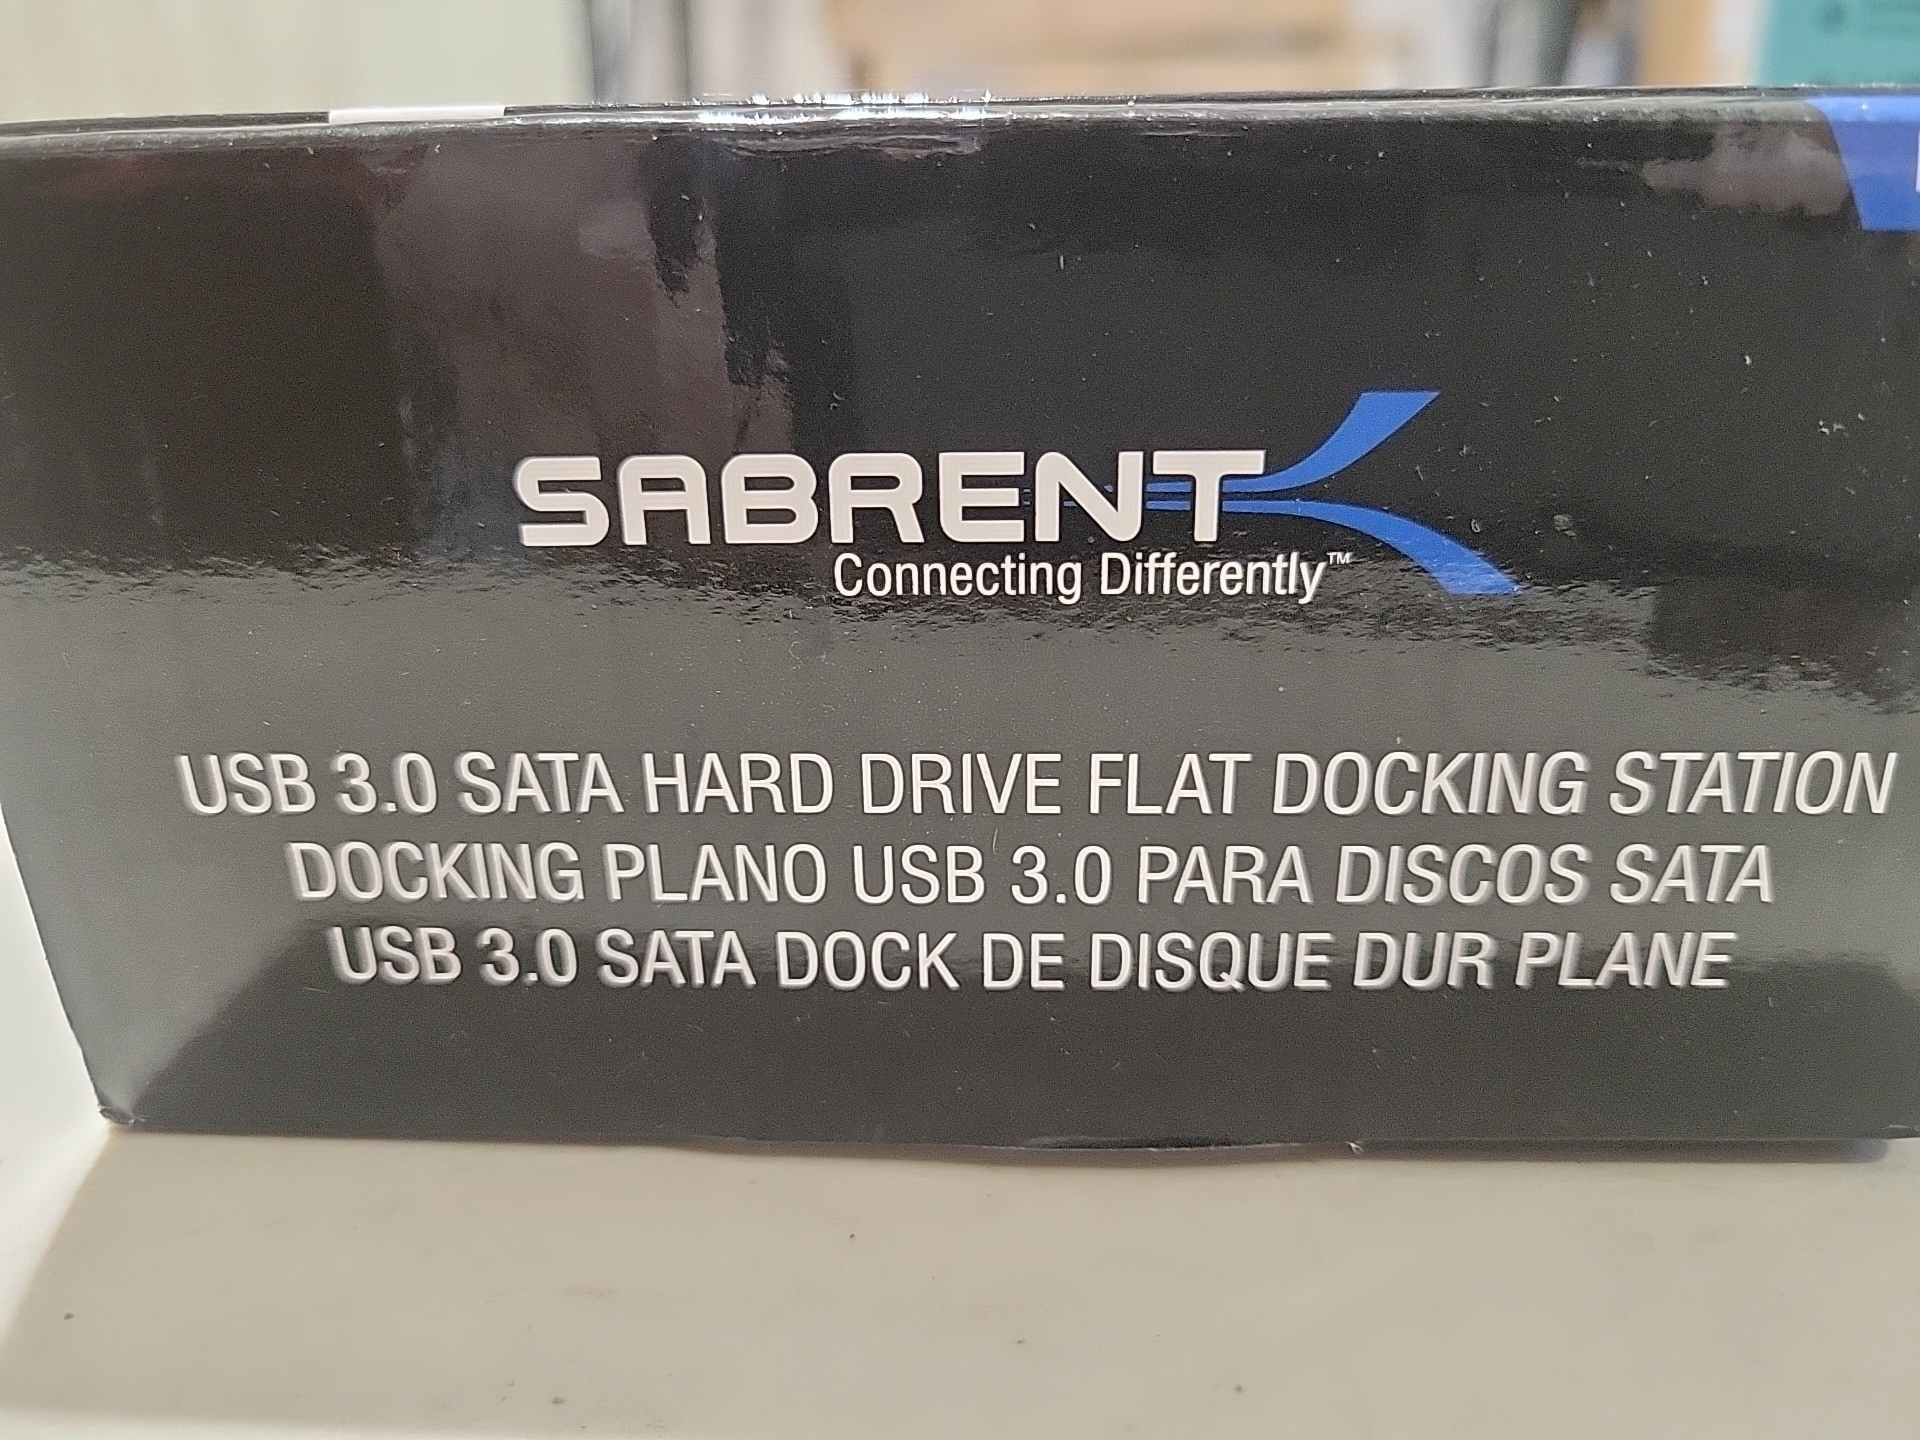 SABRENT
Connecting Differently™
USB 3.0 SATA HARD DRIVE FLAT DOCKING STATION
DOCKING PLANO USB 3.0 PARA DISCOS SATA
USB 3.0 SATA DOCK DE DISQUE DUR PLANE